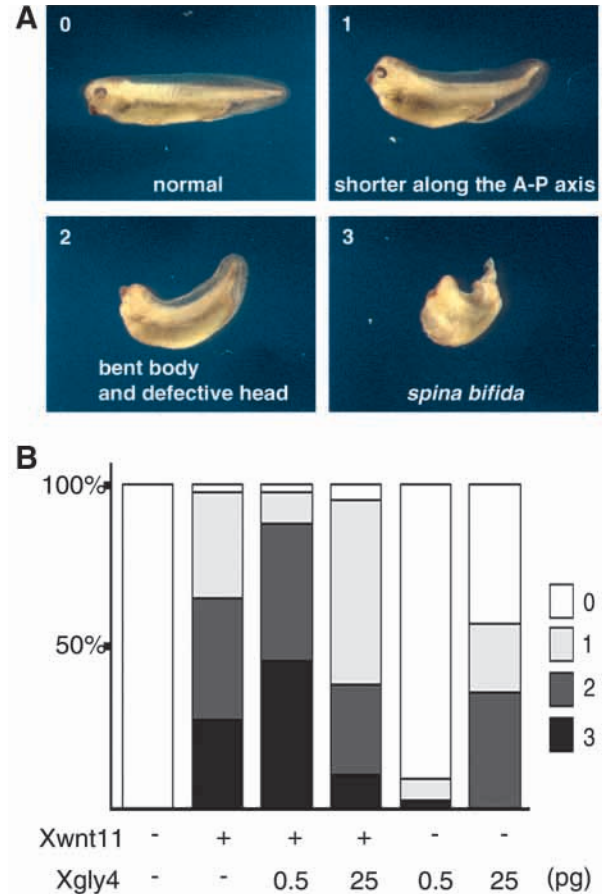 A
0
normal
1
shorter along the A-P axis
2
bent body
and defective head
3
spina bifida
B
100%
50%
0
1
2
3
Xwnt11 - + + + - -
Xgly4 - - 0.5 25 0.5 25 (pg)